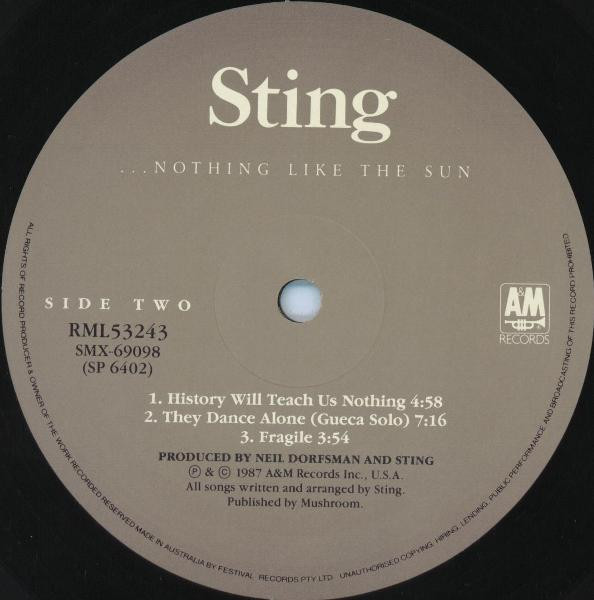 Sting
...NOTHING LIKE THE SUN
SIDE TWO
RML53243
SMX-69098
(SP 6402)
A&M
RECORDS
1. History Will Teach Us Nothing 4:58
2. They Dance Alone (Gueca Solo) 7:16
3. Fragile 3:54
PRODUCED BY NEIL DORFSMAN AND STING
Ⓟ & © 1987 A&M Records Inc., U.S.A.
All songs written and arranged by Sting.
Published by Mushroom.
ALL RIGHTS OF RECORD PRODUCER & OWNER OF THE WORK RECORDED RESERVED MADE IN AUSTRALIA BY FESTIVAL RECORDS PTY LTD UNAUTHORISED COPYING, HIRING, LENDING, PUBLIC PERFORMANCE AND BROADCASTING OF THIS RECORD PROHIBITED